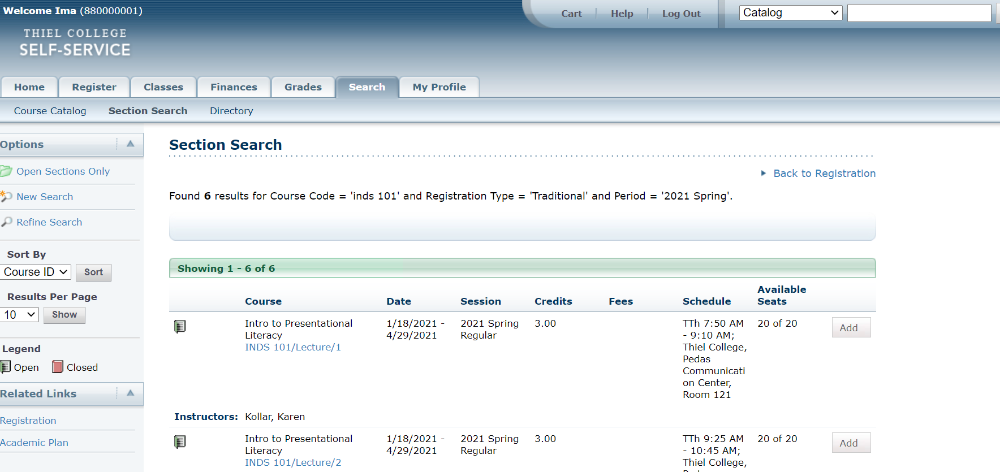 Welcome Ima (880000001)
Cart
Help
Log Out
Catalog
THIEL COLLEGE
SELF-SERVICE
Home
Register
Classes
Finances
Grades
Search
My Profile
Course Catalog
Section Search
Directory
Options
Open Sections Only
New Search
Refine Search
Sort By
Course ID
Sort
Results Per Page
10
Show
Legend
Open
Closed
Related Links
Registration
Academic Plan
Section Search
Back to Registration
Found 6 results for Course Code = 'inds 101' and Registration Type = 'Traditional' and Period = '2021 Spring'.
Showing 1 - 6 of 6
Course
Date
Session
Credits
Fees
Schedule
Available
Seats
Intro to Presentational
Literacy
INDS 101/Lecture/1
1/18/2021 -
4/29/2021
2021 Spring
Regular
3.00
TTh 7:50 AM
- 9:10 AM;
Thiel College,
Pedas
Communicati
on Center,
Room 121
20 of 20
Add
Instructors: Kollar, Karen
Intro to Presentational
Literacy
INDS 101/Lecture/2
1/18/2021 -
4/29/2021
2021 Spring
Regular
3.00
TTh 9:25 AM
- 10:45 AM;
Thiel College,
20 of 20
Add